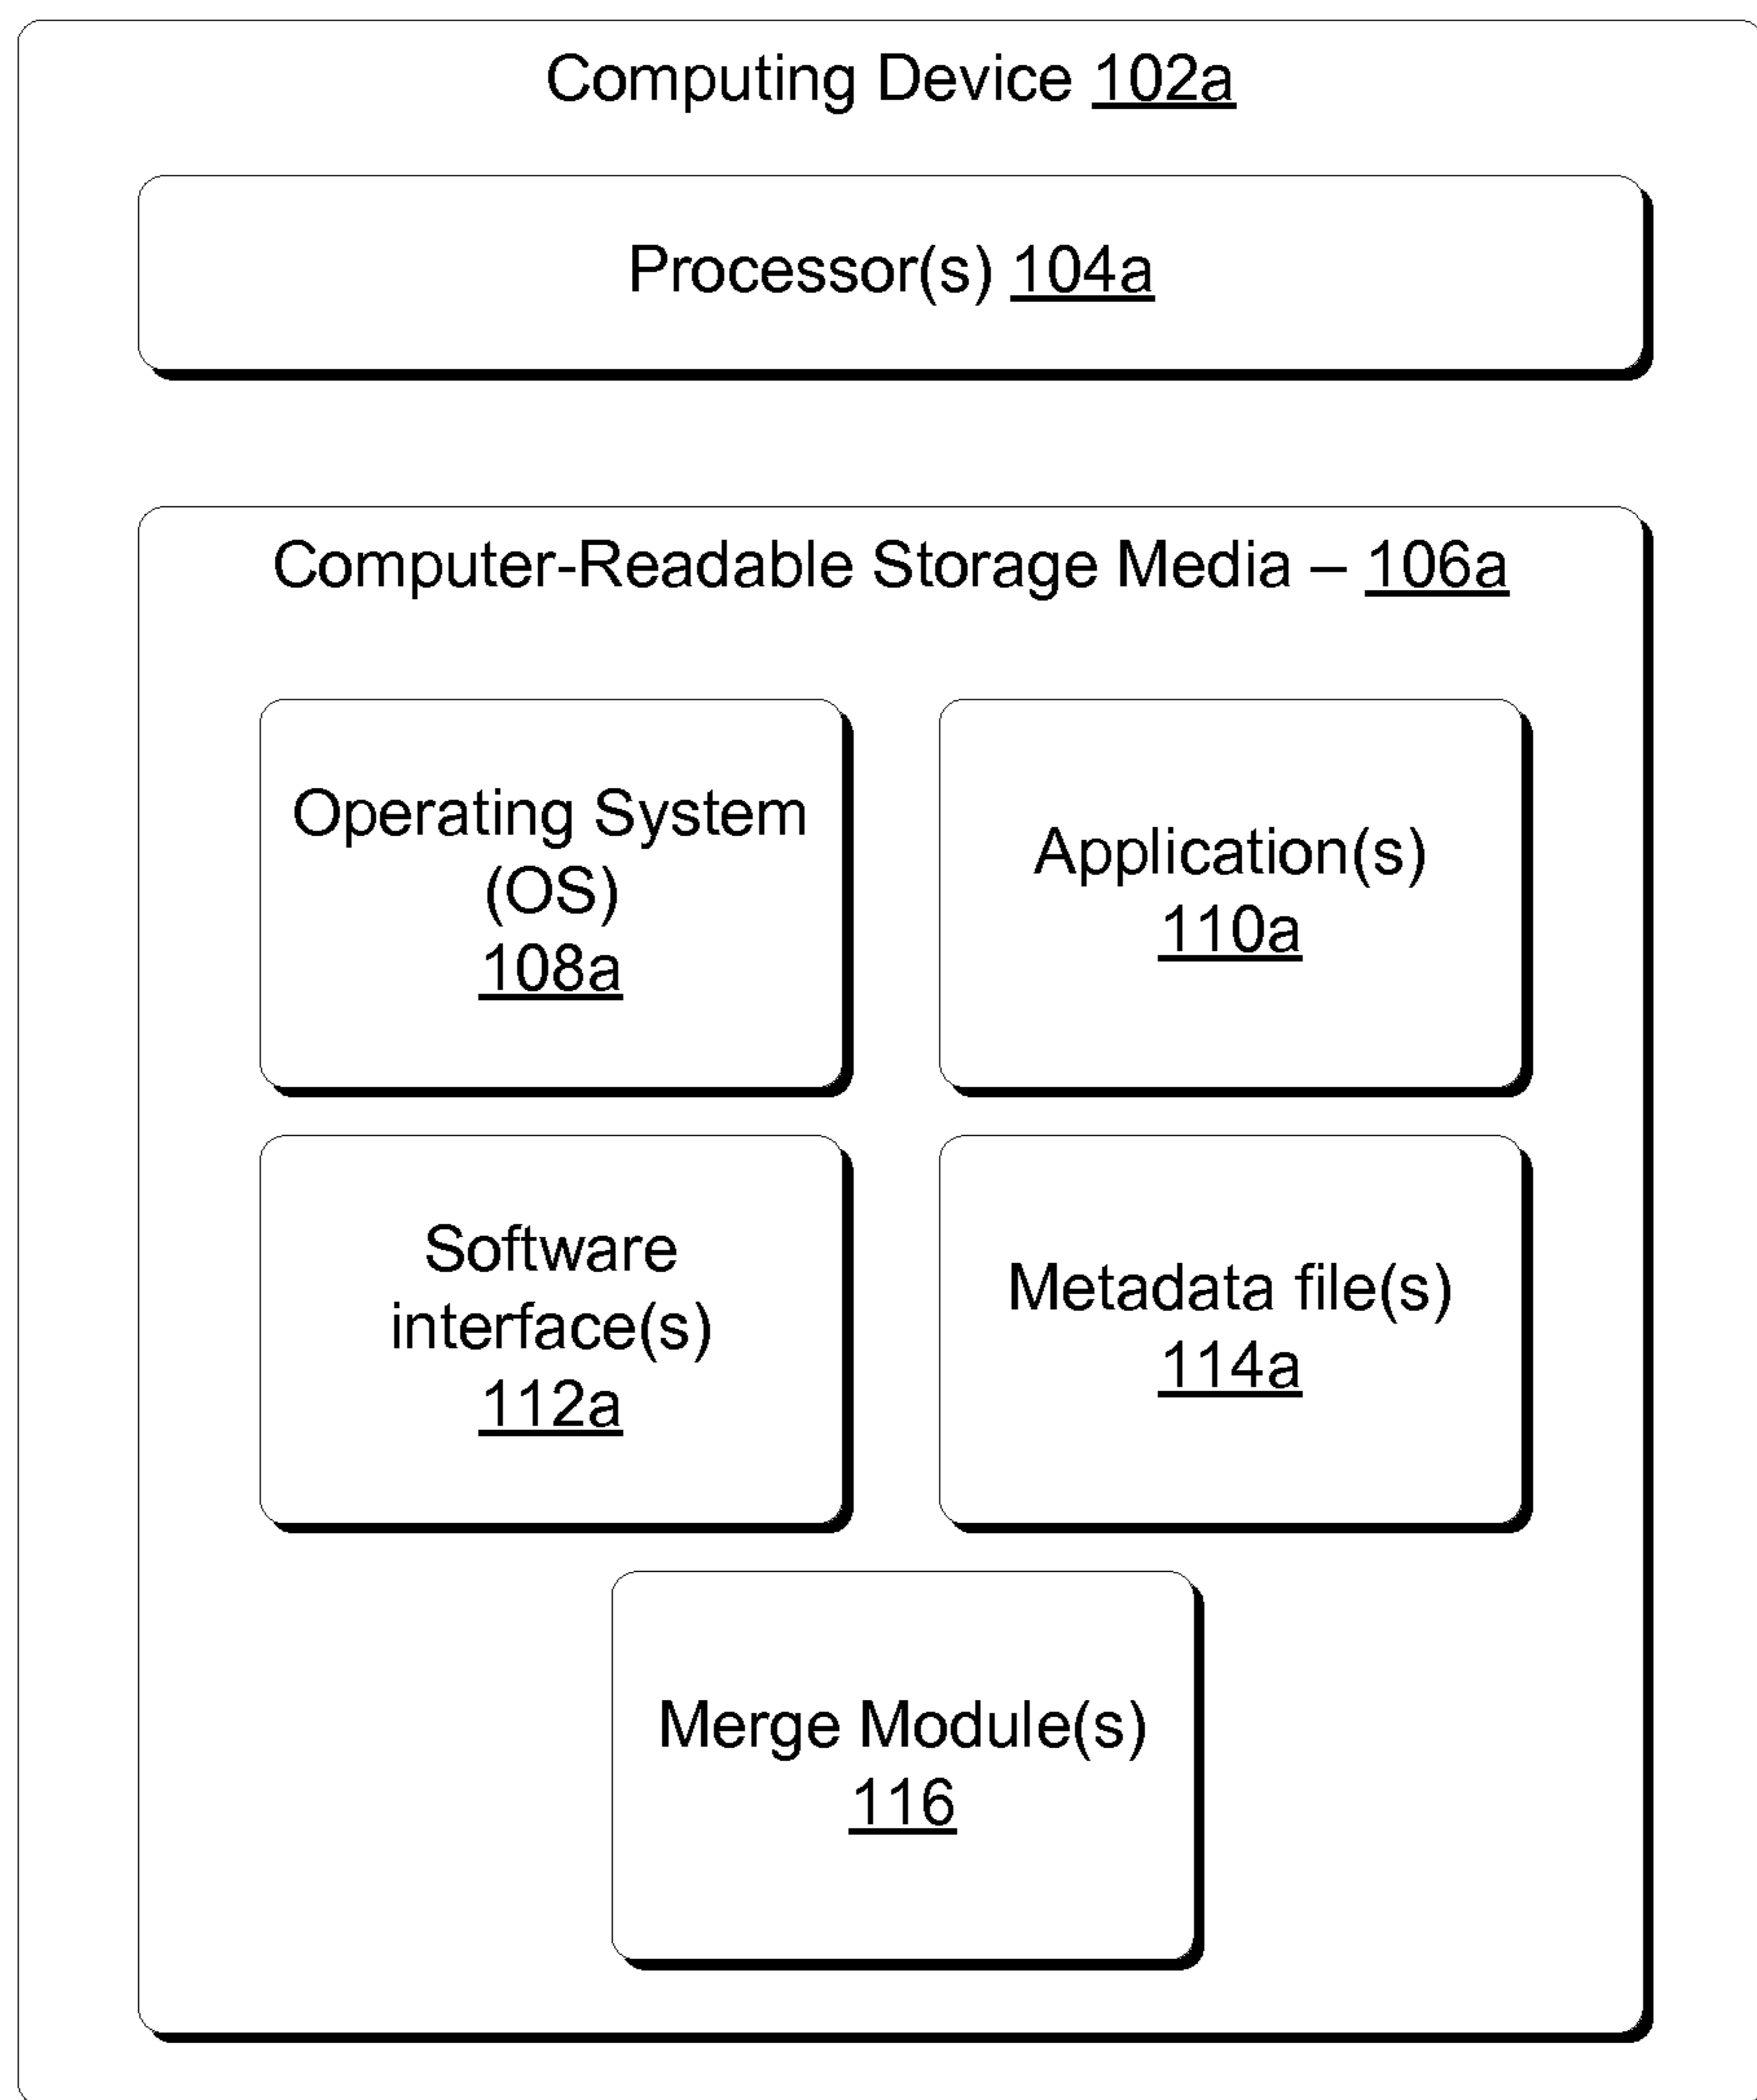 Computing Device 102a
Processor(s) 104a
Computer-Readable Storage Media – 106a
Operating System
(OS)
108a
Application(s)
110a
Software
interface(s)
112a
Metadata file(s)
114a
Merge Module(s)
116